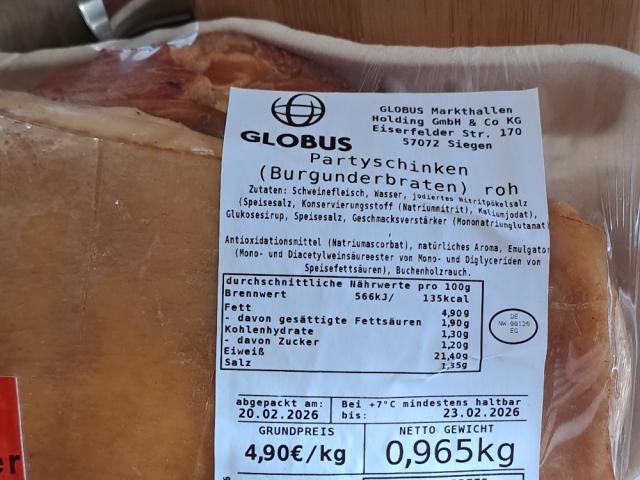 GLOBUS
GLOBUS Markthallen
Holding GmbH & Co KG
Eiserfelder Str. 170
57072 Siegen
Partyschinken
(Burgunderbraten) roh
Zutaten: Schweinefleisch, Wasser, jodiertes Nitritpökelsalz
(Speisesalz, Konservierungsstoff (Natriumnitrit), Kaliumjodat),
Glukosesirup, Speisesalz, Geschmacksverstärker (Mononatriumglutamat
Antioxidationsmittel (Natriumascorbat), natürliches Aroma, Emulgator
(Mono- und Diacetylweinsäureester von Mono- und Diglyceriden von
Speisefettsäuren), Buchenholzrauch.
durchschnittliche Nährwerte pro 100g
Brennwert 566kJ/ 135kcal
Fett 4,90g
- davon gesättigte Fettsäuren 1,90g
Kohlenhydrate 1,30g
- davon Zucker 1,20g
Eiweiß 21,40g
Salz 1,35g
DE
EG
abgepackt am:
20.02.2026
Bei +7°C mindestens haltbar
bis: 23.02.2026
GRUNDPREIS
4,90€/kg
NETTO GEWICHT
0,965kg
er